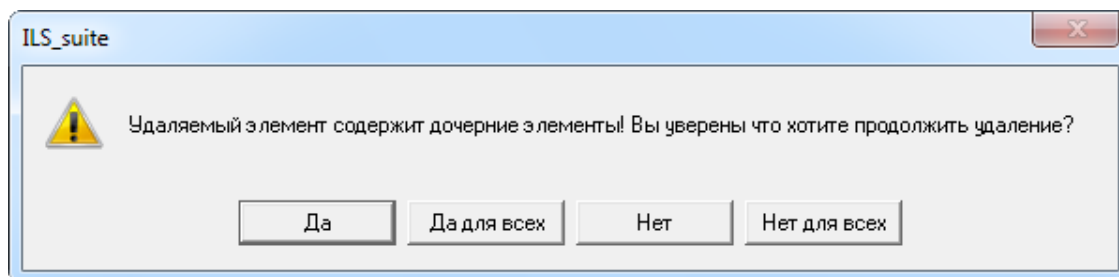 ILS_suite
Удаляемый элемент содержит дочерние элементы! Вы уверены что хотите продолжить удаление?
Да
Да для всех
Нет
Нет для всех